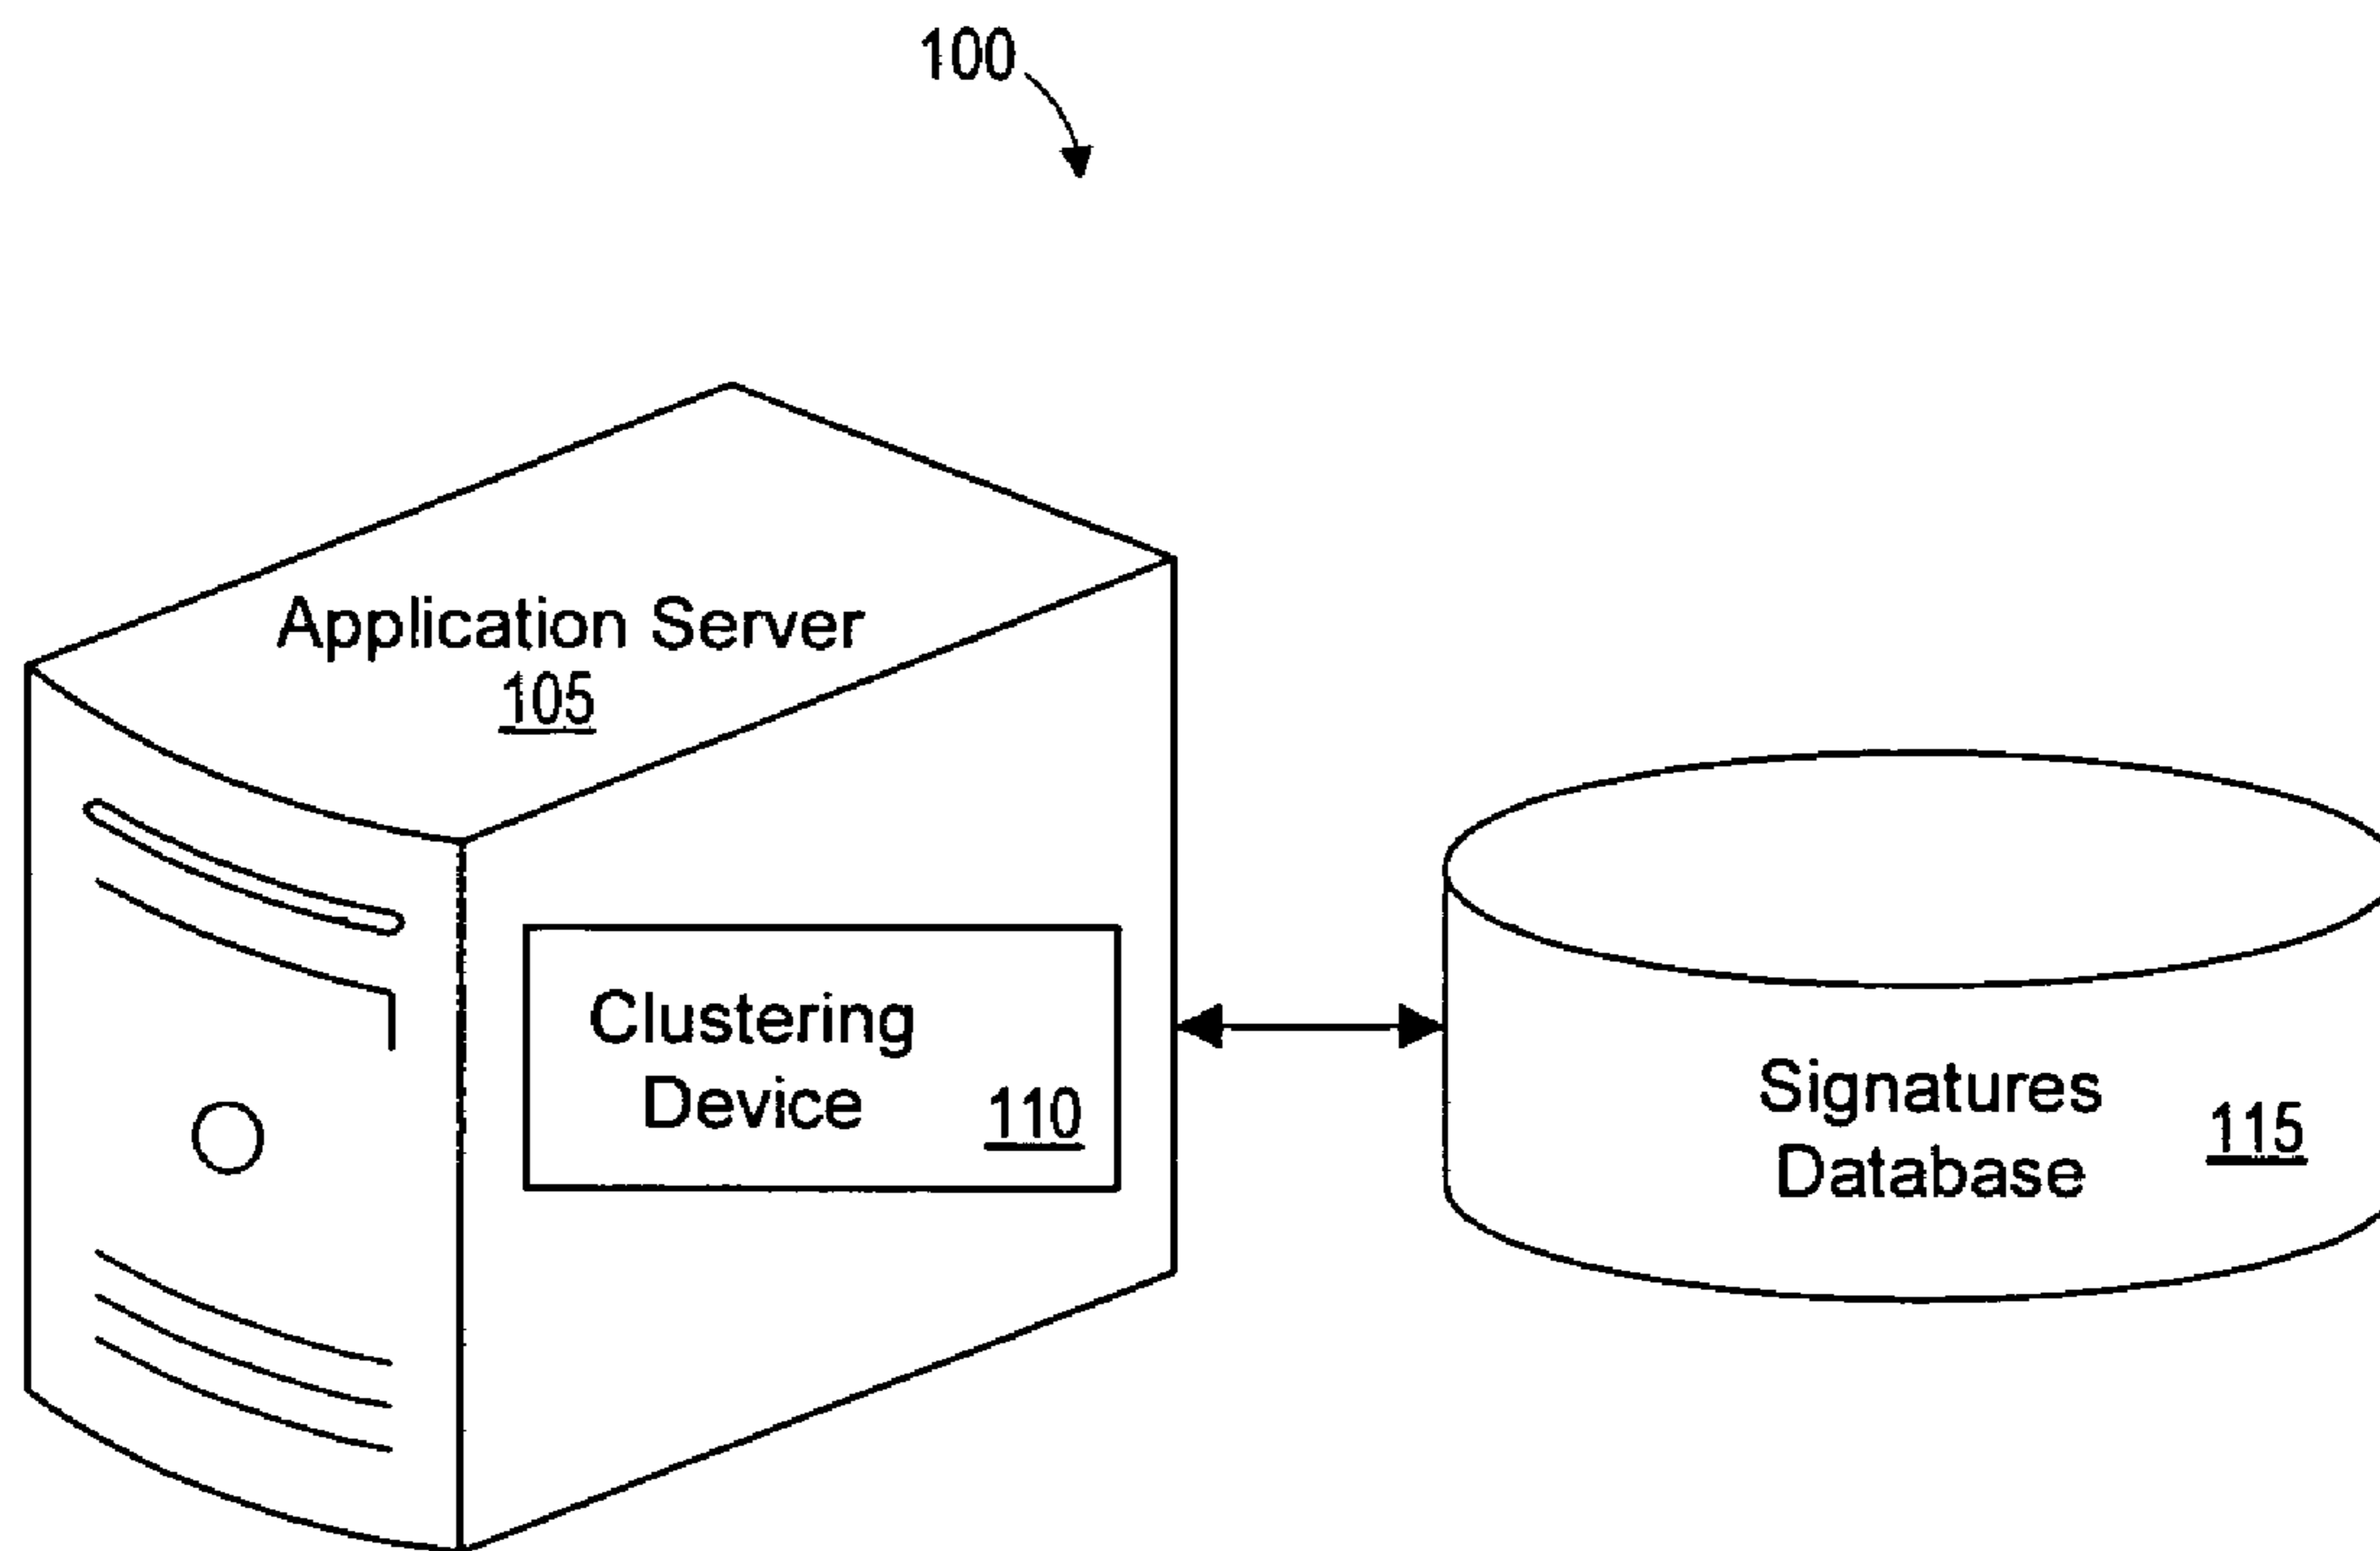 100
Application Server
105
Clustering
Device
110
Signatures
Database
115